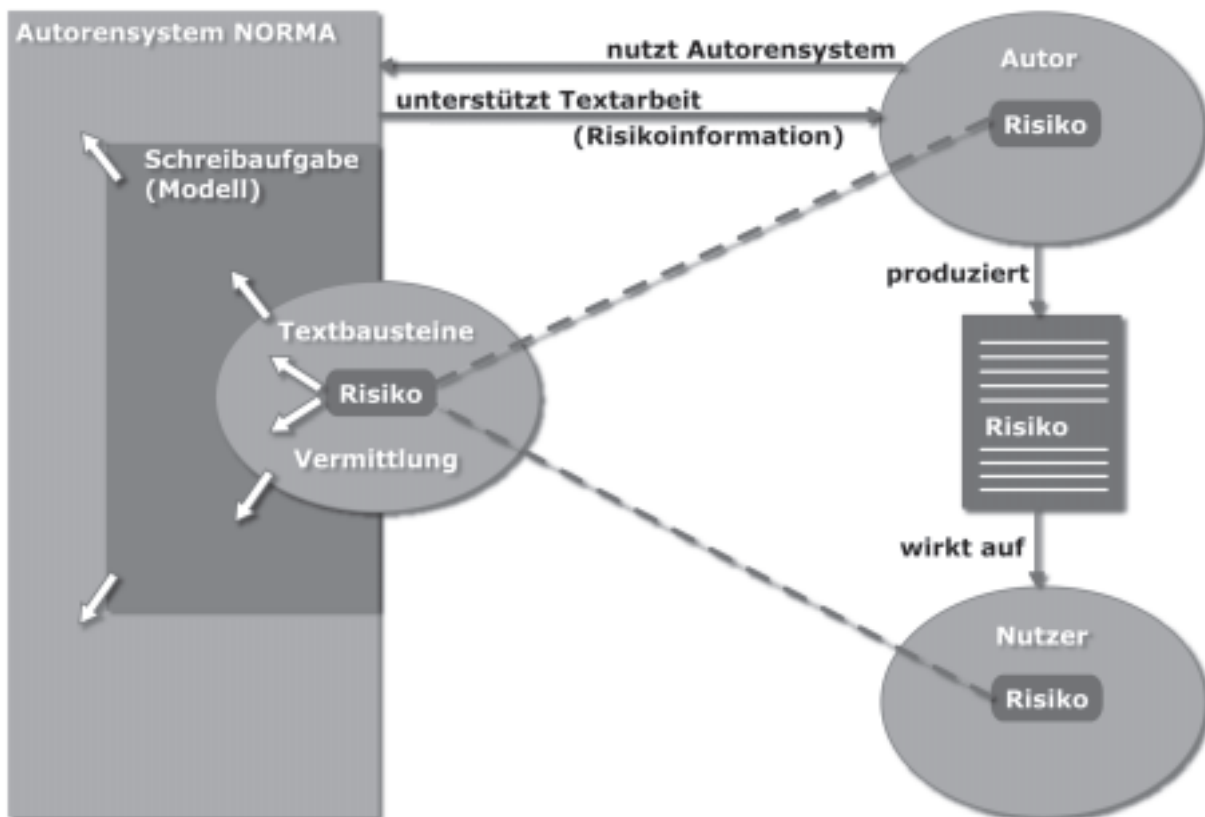 Autorensystem NORMA
nutzt Autorensystem
Autor
unterstützt Textarbeit
(Risikoinformation)
Risiko
Schreibaufgabe
(Modell)
produziert
Textbausteine
Risiko
Vermittlung
Risiko
wirkt auf
Nutzer
Risiko